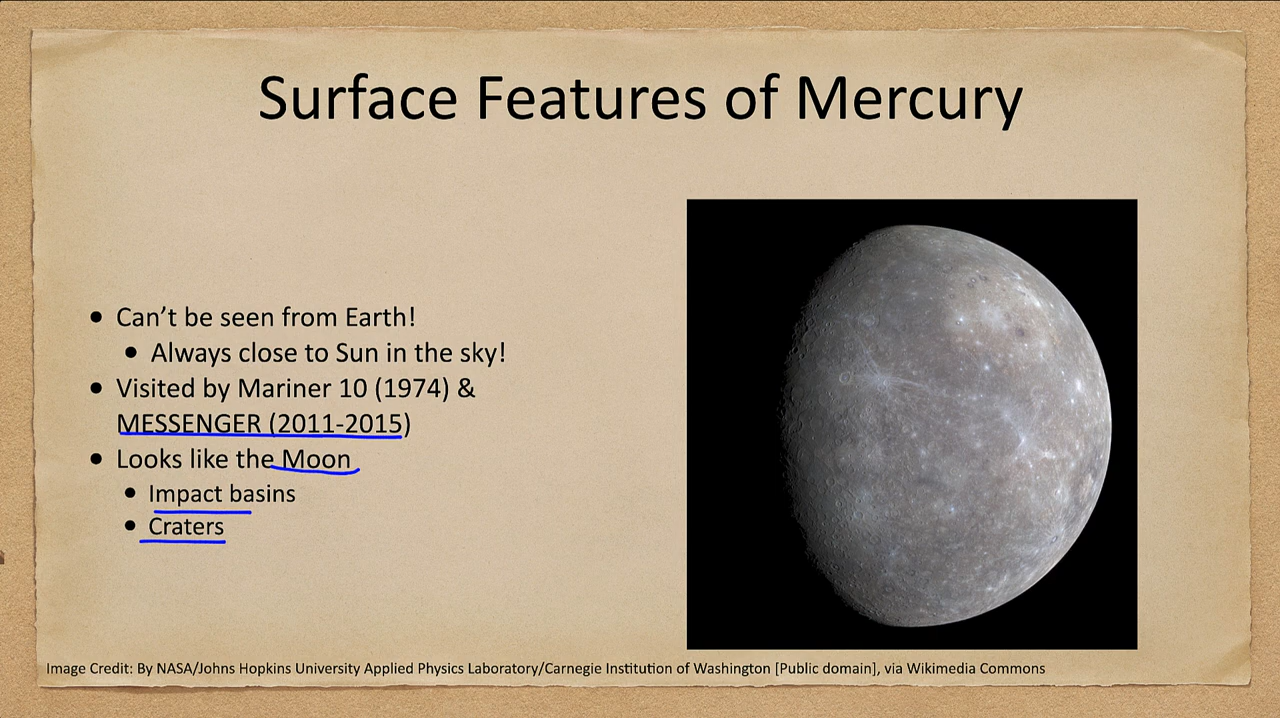 Surface Features of Mercury
• Can’t be seen from Earth!
• Always close to Sun in the sky!
• Visited by Mariner 10 (1974) &
MESSENGER (2011-2015)
• Looks like the Moon
• Impact basins
• Craters
Image Credit: By NASA/Johns Hopkins University Applied Physics Laboratory/Carnegie Institution of Washington [Public domain], via Wikimedia Commons